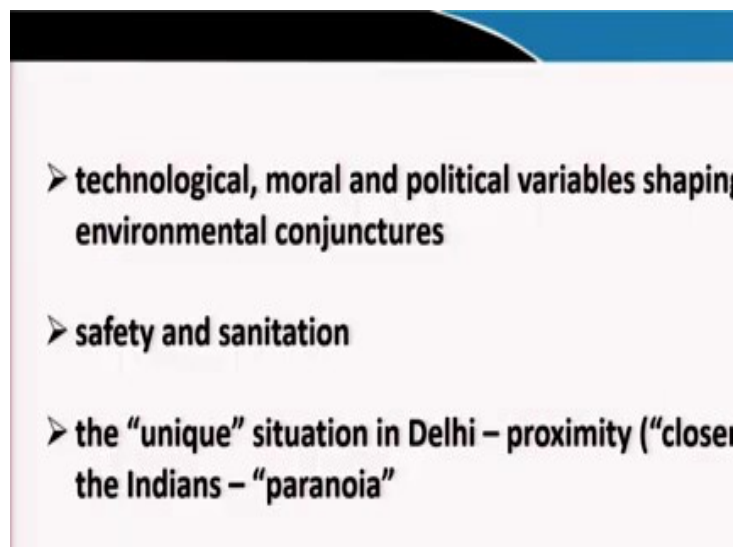 ➢ technological, moral and political variables shaping
environmental conjunctures
➢ safety and sanitation
➢ the “unique” situation in Delhi – proximity
the Indians – “paranoia”